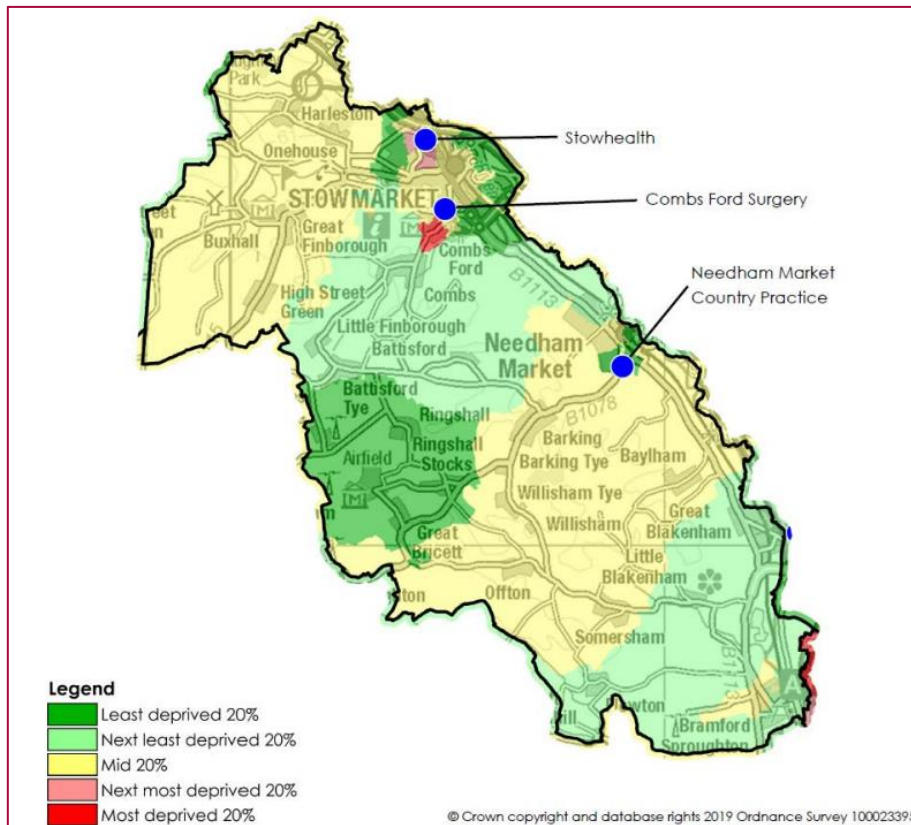 Park
Harleston
Onehouse
Stowhealth
STOWMARKET
Combs Ford Surgery
Buxhall
Great
Finborough
Combs
Ford
Combs
High Street
Green
B1113
Needham Market
Country Practice
Little Finborough
Battisford
Needham
Market
Battisford
Tye
Ringshall
B1078
Airfield
Ringshall
Stocks
Barking
Barking Tye
Baylham
Willisham Tye
Willisham
Great
Blakenham
Great
Bricett
Little
Blakenham
Offton
Somersham
B1113
Bramford
Sproughton
Legend
Least deprived 20%
Next least deprived 20%
Mid 20%
Next most deprived 20%
Most deprived 20%
© Crown copyright and database rights 2019 Ordnance Survey 100023395